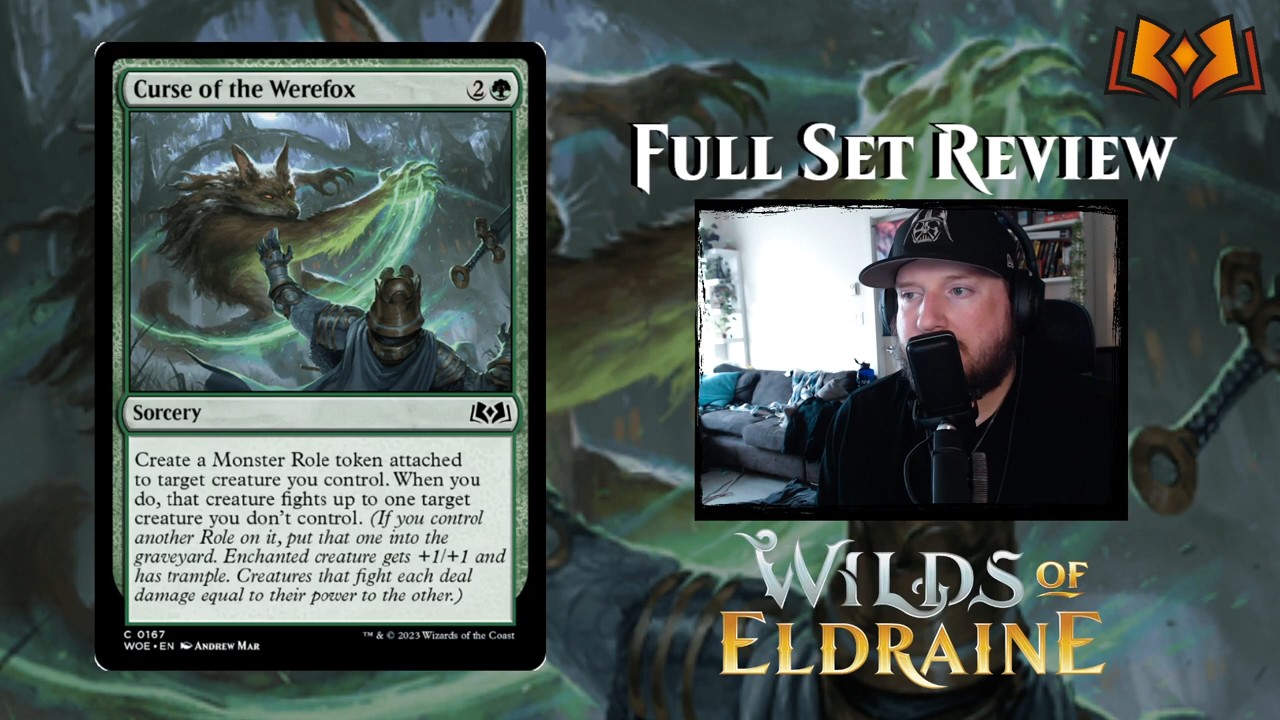 Curse of the Werefox 2
Sorcery
Create a Monster Role token attached
to target creature you control. When you
do, that creature fights up to one target
creature you don't control. (If you control
another Role on it, put that one into the
graveyard. Enchanted creature gets +1/+1 and
has trample. Creatures that fight each deal
damage equal to their power to the other.)
C 0167
WOE • EN Andrew Mar
™ & © 2023 Wizards of the Coast
Full Set Review
Wilds of
Eldraine